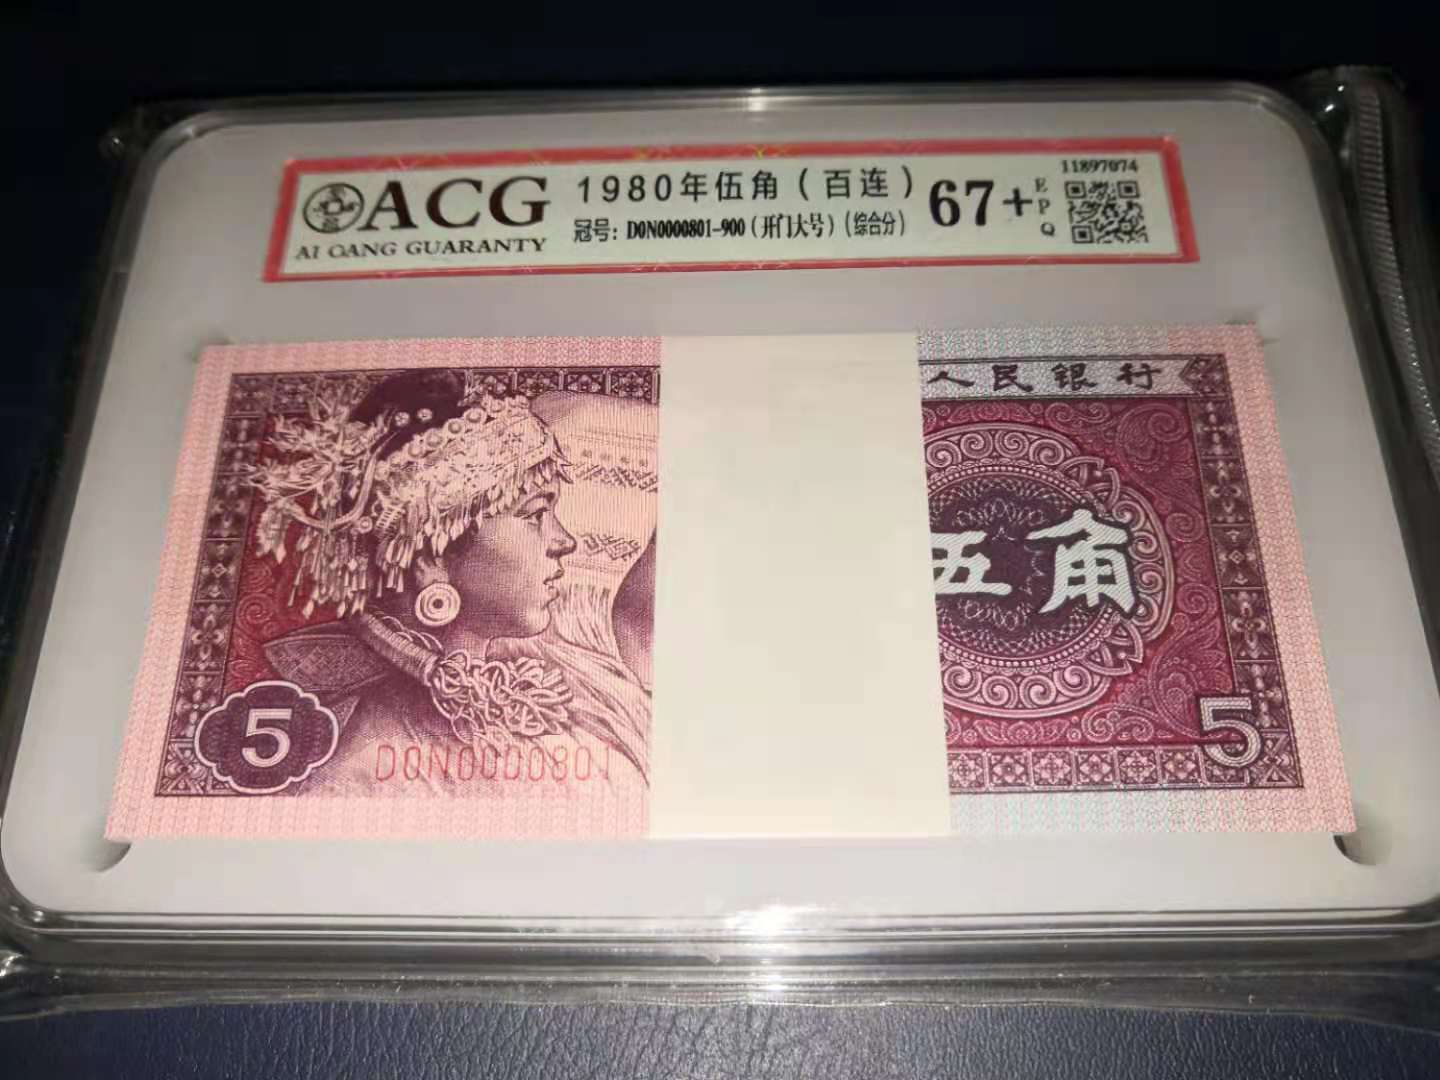 ACG
AI CANG GUARANTY
1980年伍角（百连）
冠号：D0N0000801-900（开门大号）（综合分）
67+
EPQ
11897074
人民银行
伍角
5
5
D0N0000801